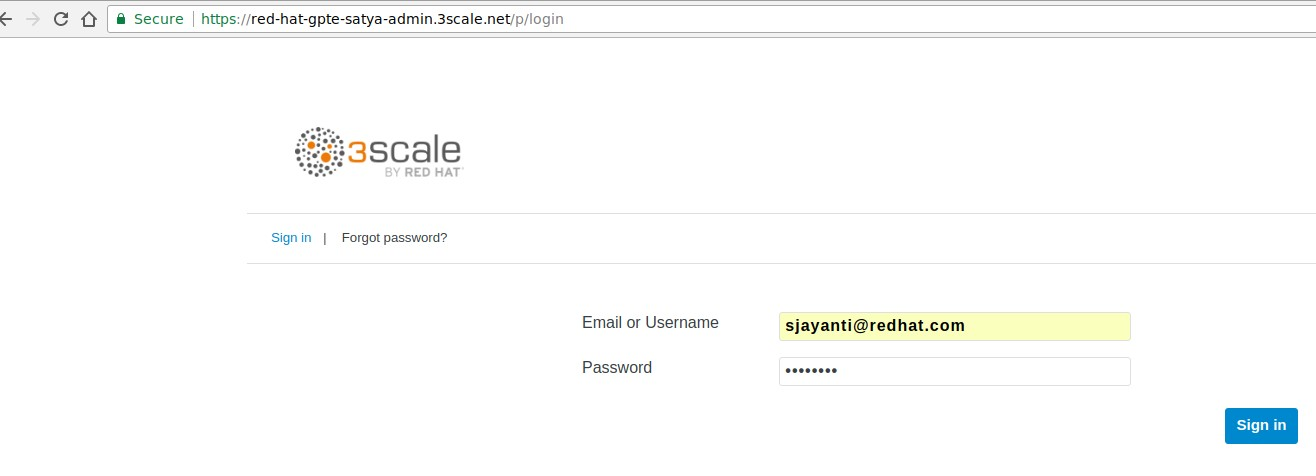 Secure https://red-hat-gpte-satya-admin.3scale.net/p/login
3scale
BY RED HAT
Sign in | Forgot password?
Email or Username sjayanti@redhat.com
Password ••••••••
Sign in